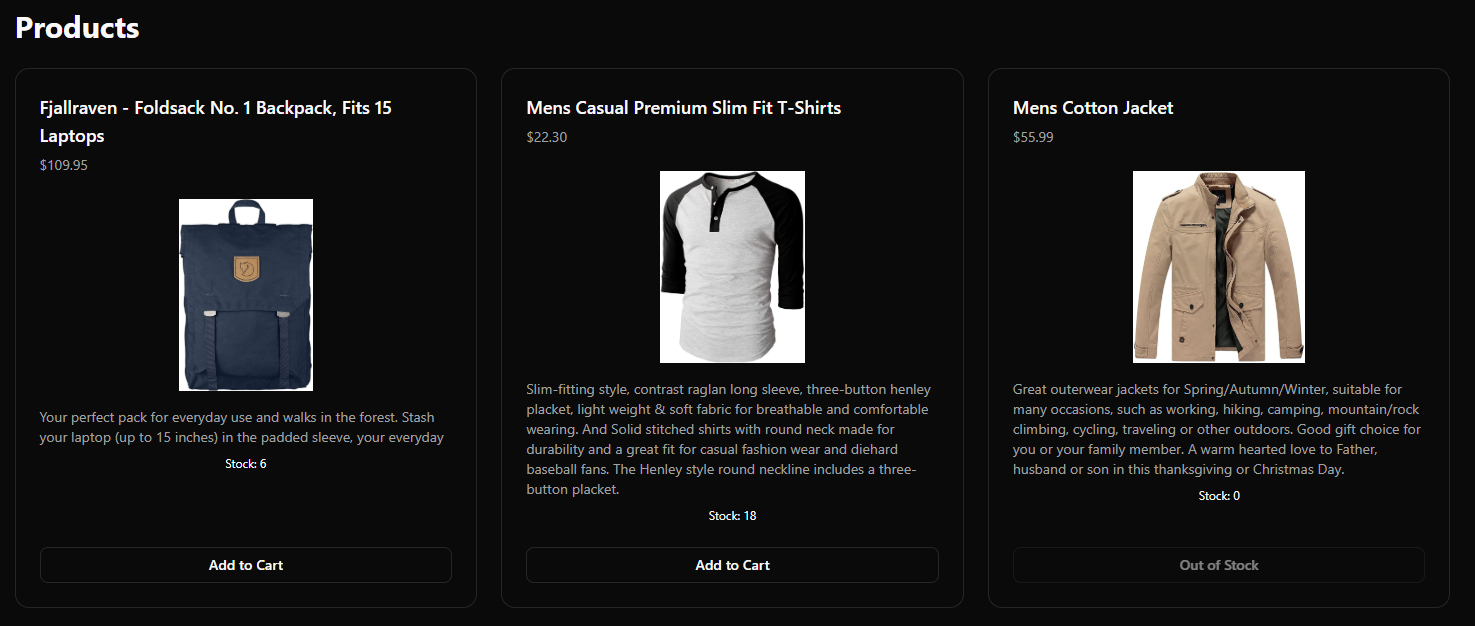 Products
Fjallraven - Foldsack No. 1 Backpack, Fits 15
Laptops
$109.95
Your perfect pack for everyday use and walks in the forest. Stash
your laptop (up to 15 inches) in the padded sleeve, your everyday
Stock: 6
Add to Cart
Mens Casual Premium Slim Fit T-Shirts
$22.30
Slim-fitting style, contrast raglan long sleeve, three-button henley
placket, light weight & soft fabric for breathable and comfortable
wearing. And Solid stitched shirts with round neck made for
durability and a great fit for casual fashion wear and diehard
baseball fans. The Henley style round neckline includes a three-
button placket.
Stock: 18
Add to Cart
Mens Cotton Jacket
$55.99
Great outerwear jackets for Spring/Autumn/Winter, suitable for
many occasions, such as working, hiking, camping, mountain/rock
climbing, cycling, traveling or other outdoors. Good gift choice for
you or your family member. A warm hearted love to Father,
husband or son in this thanksgiving or Christmas Day.
Stock: 0
Out of Stock